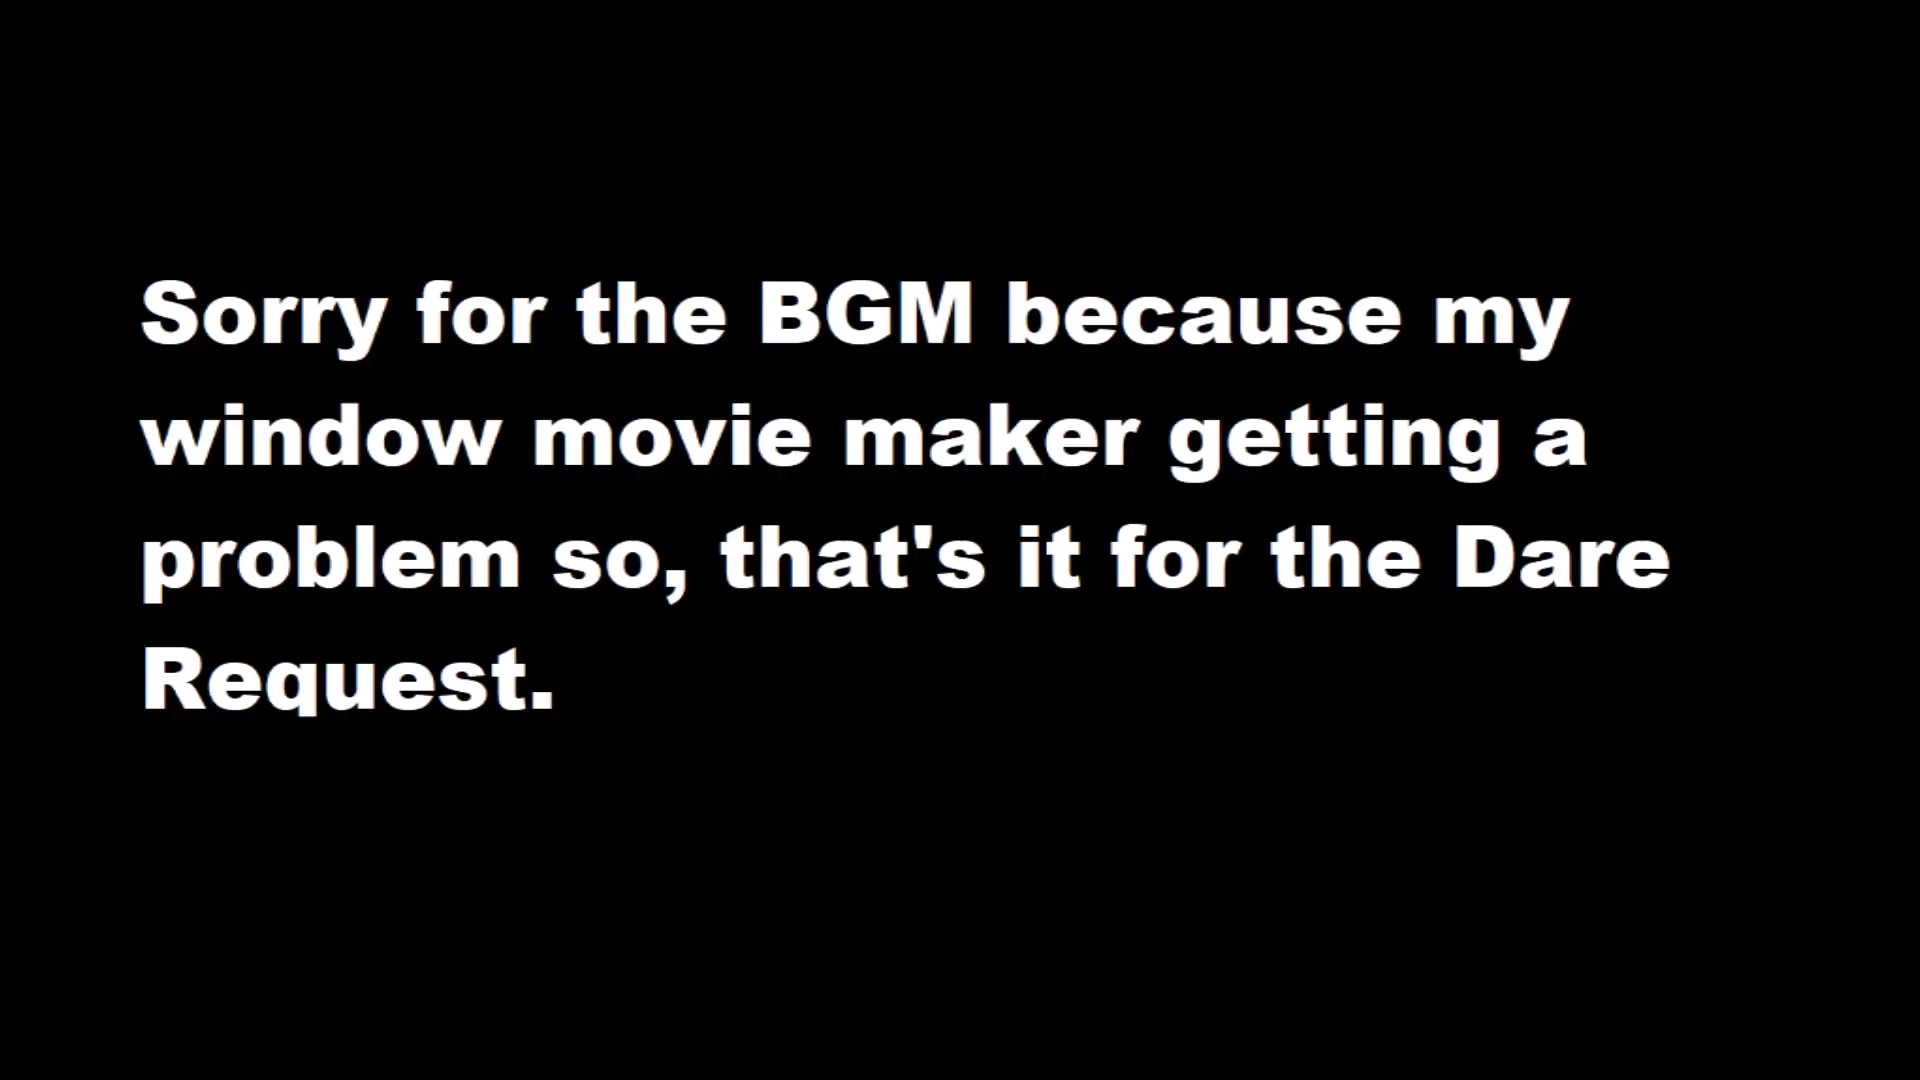 Sorry for the BGM because my
window movie maker getting a
problem so, that's it for the Dare
Request.